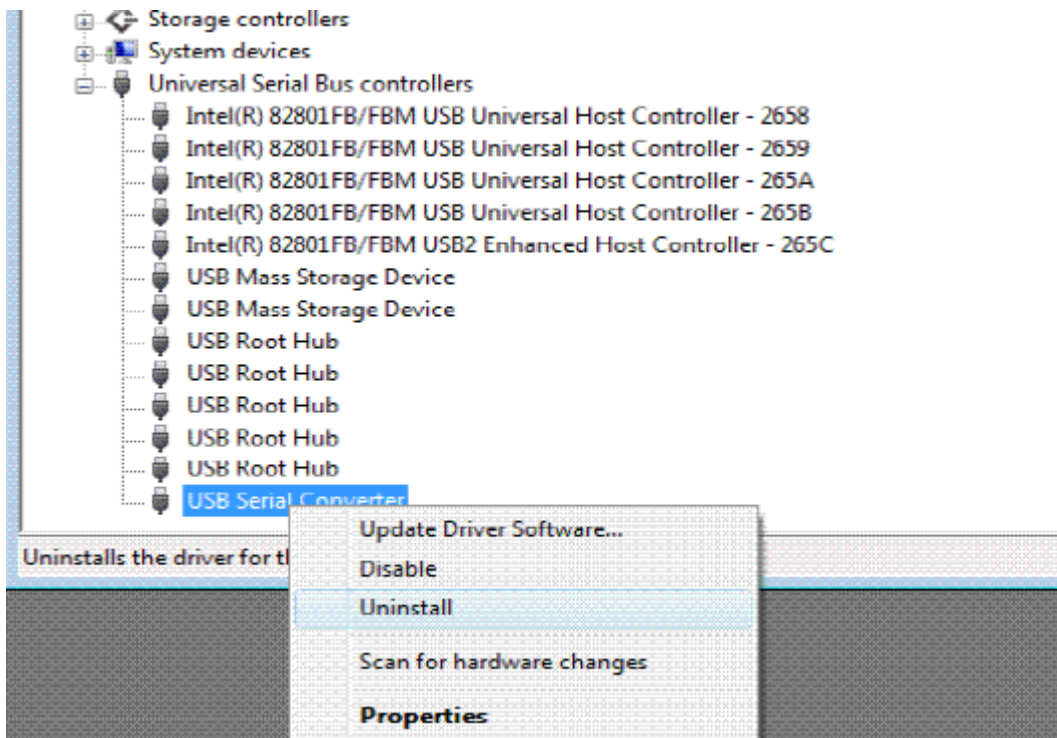 Storage controllers
System devices
Universal Serial Bus controllers
Intel(R) 82801FB/FBM USB Universal Host Controller - 2658
Intel(R) 82801FB/FBM USB Universal Host Controller - 2659
Intel(R) 82801FB/FBM USB Universal Host Controller - 265A
Intel(R) 82801FB/FBM USB Universal Host Controller - 265B
Intel(R) 82801FB/FBM USB2 Enhanced Host Controller - 265C
USB Mass Storage Device
USB Mass Storage Device
USB Root Hub
USB Root Hub
USB Root Hub
USB Root Hub
USB Root Hub
USB Serial Converter
Uninstalls the driver for
Update Driver Software...
Disable
Uninstall
Scan for hardware changes
Properties